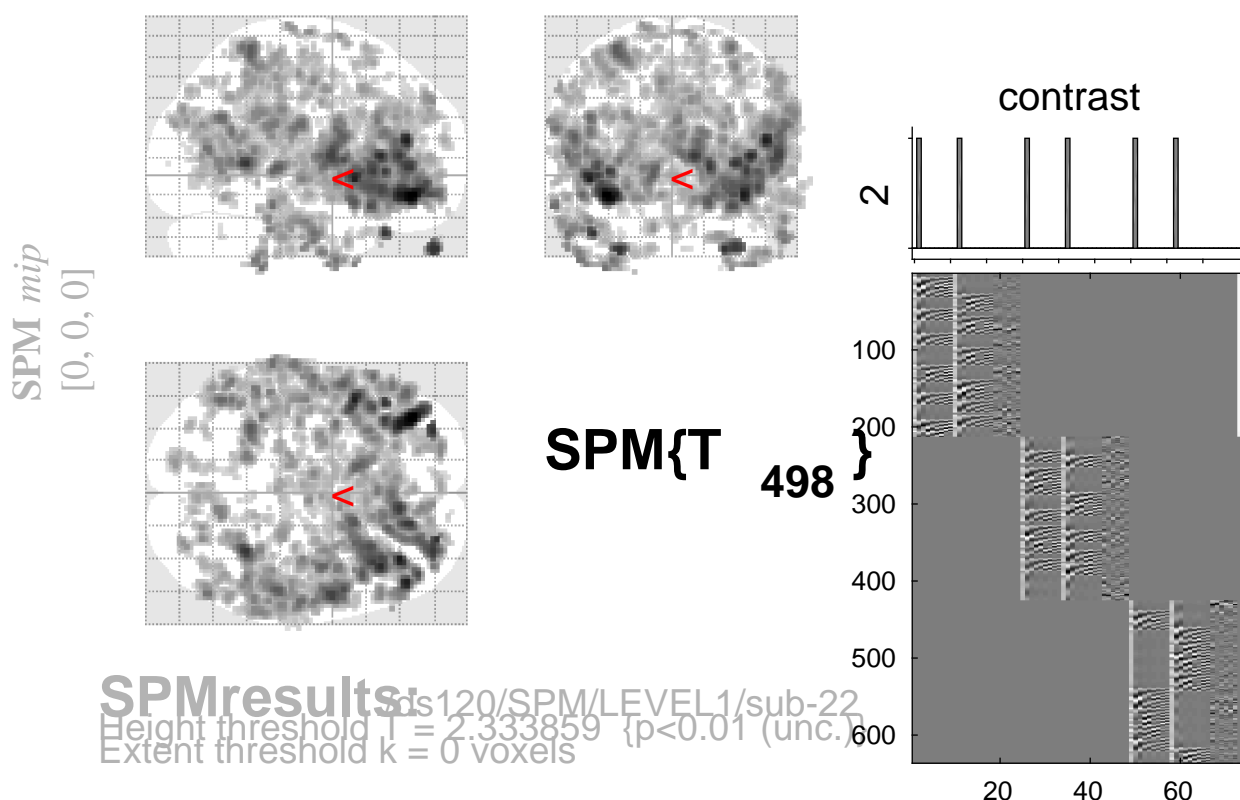 SPM mip
[0, 0, 0]
<
<
<
SPM{T498}
SPMresults: /ds120/SPM/LEVEL1/sub-22
Height threshold T = 2.333859 {p<0.01 (unc.)}
Extent threshold k = 0 voxels
contrast
2
100
200
300
400
500
600
20
40
60